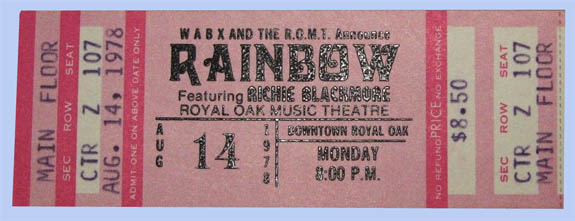 MAIN FLOOR
SEC ROW SEAT
CTR Z 107
AUG. 14, 1978
ADMIT-ONE ON ABOVE DATE ONLY
WABX AND THE R.O.M.T. Announce
RAINBOW
Featuring RICHIE BLACKMORE
ROYAL OAK MUSIC THEATRE
AUG 14 1978
DOWNTOWN ROYAL OAK
MONDAY
8:00 P.M.
NO REFUND PRICE NO EXCHANGE
$8.50
SEC ROW SEAT
CTR Z 107
MAIN FLOOR